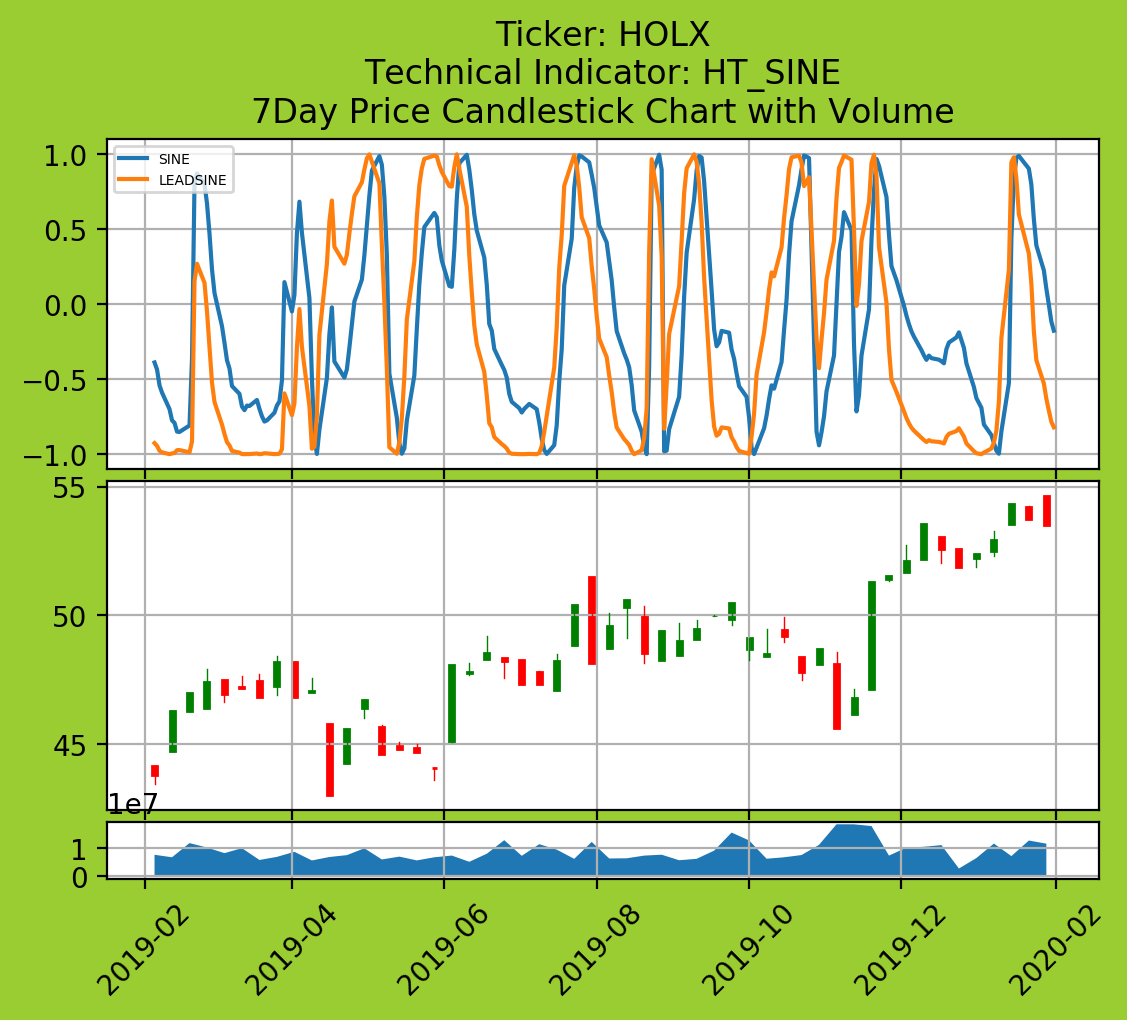 Ticker: HOLX
Technical Indicator: HT_SINE
7Day Price Candlestick Chart with Volume
SINE
LEADSINE
1.0
0.5
0.0
−0.5
−1.0
55
50
45
1e7
1
0
2019-02
2019-04
2019-06
2019-08
2019-10
2019-12
2020-02